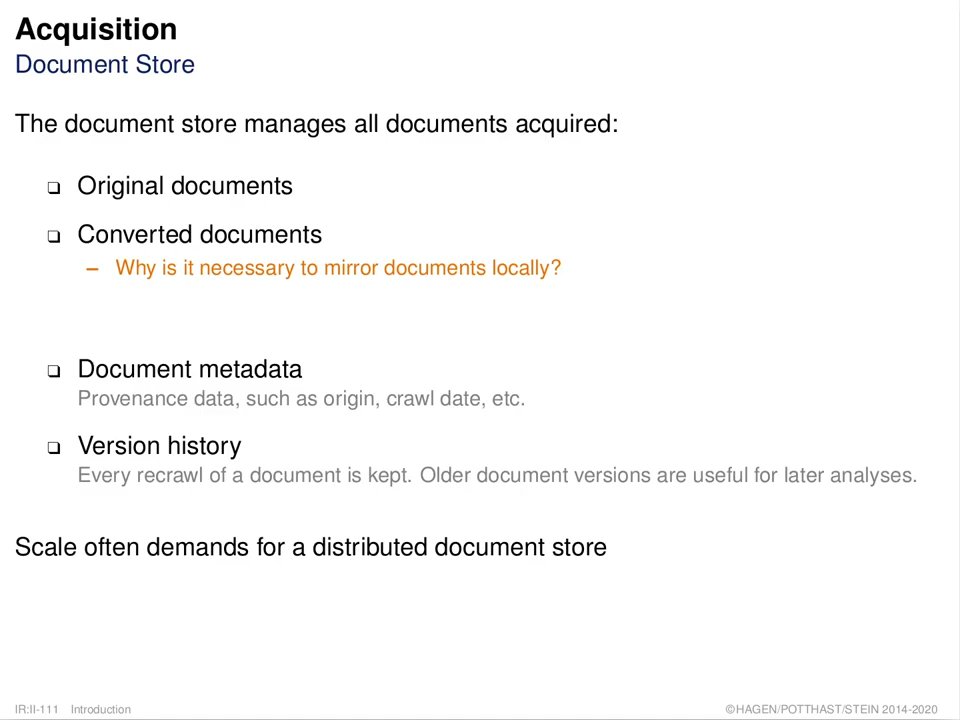 Acquisition
Document Store
The document store manages all documents acquired:
❑ Original documents
❑ Converted documents
– Why is it necessary to mirror documents locally?
❑ Document metadata
Provenance data, such as origin, crawl date, etc.
❑ Version history
Every recrawl of a document is kept. Older document versions are useful for later analyses.
Scale often demands for a distributed document store
IR:II-111 Introduction ©HAGEN/POTTHAST/STEIN 2014-2020